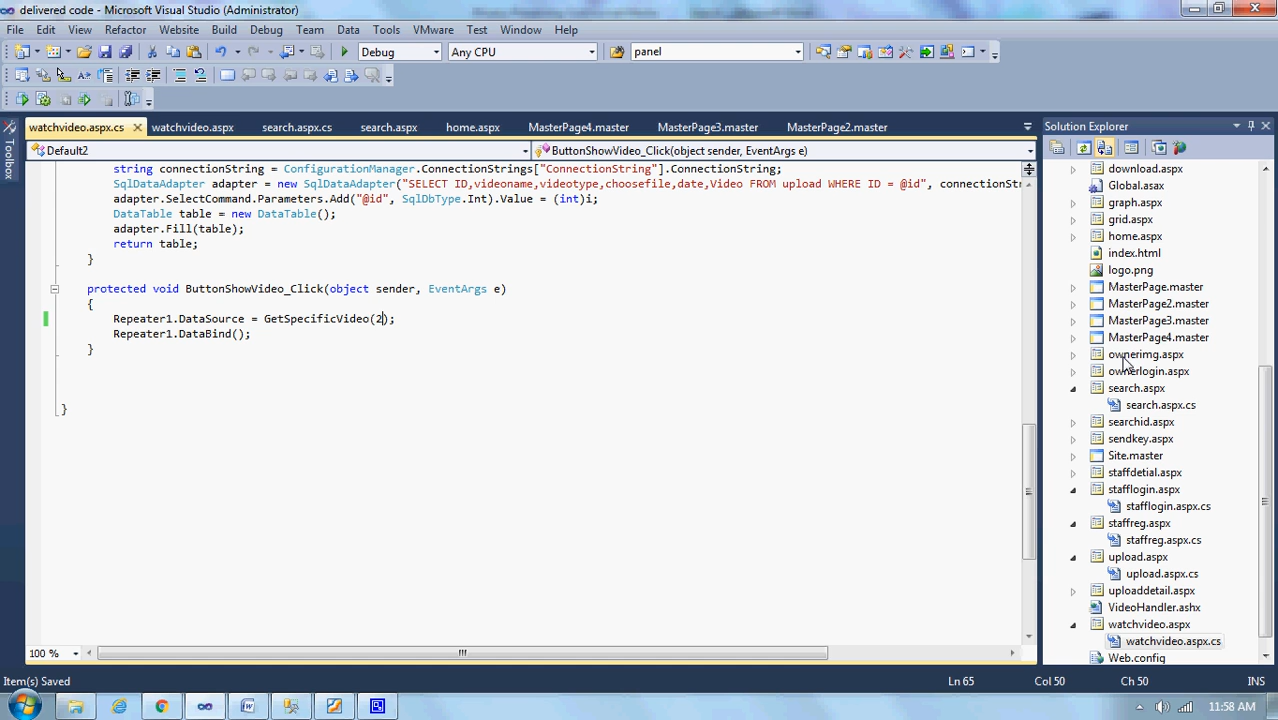 delivered code - Microsoft Visual Studio (Administrator)
File Edit View Refactor Website Build Debug Team Data Tools VMware Test Window Help
Debug Any CPU panel
watchvideo.aspx.cs watchvideo.aspx search.aspx.cs search.aspx home.aspx MasterPage4.master MasterPage3.master MasterPage2.master
Default2 ButtonShowVideo_Click(object sender, EventArgs e)
string connectionString = ConfigurationManager.ConnectionStrings["ConnectionString"].ConnectionString;
SqlDataAdapter adapter = new SqlDataAdapter("SELECT ID,videoname,videotype,choosefile,date,Video FROM upload WHERE ID = @id", connectionSt
adapter.SelectCommand.Parameters.Add("@id", SqlDbType.Int).Value = (int)i;
DataTable table = new DataTable();
adapter.Fill(table);
return table;
}
protected void ButtonShowVideo_Click(object sender, EventArgs e)
{
Repeater1.DataSource = GetSpecificVideo(2);
Repeater1.DataBind();
}
}
100 %
Toolbox
Solution Explorer
download.aspx
Global.asax
graph.aspx
grid.aspx
home.aspx
index.html
logo.png
MasterPage.master
MasterPage2.master
MasterPage3.master
MasterPage4.master
ownerimg.aspx
ownerlogin.aspx
search.aspx
search.aspx.cs
searchid.aspx
sendkey.aspx
Site.master
staffdetial.aspx
stafflogin.aspx
stafflogin.aspx.cs
staffreg.aspx
staffreg.aspx.cs
upload.aspx
upload.aspx.cs
uploaddetail.aspx
VideoHandler.ashx
watchvideo.aspx
watchvideo.aspx.cs
Web.config
Item(s) Saved Ln 65 Col 50 Ch 50 INS
11:58 AM